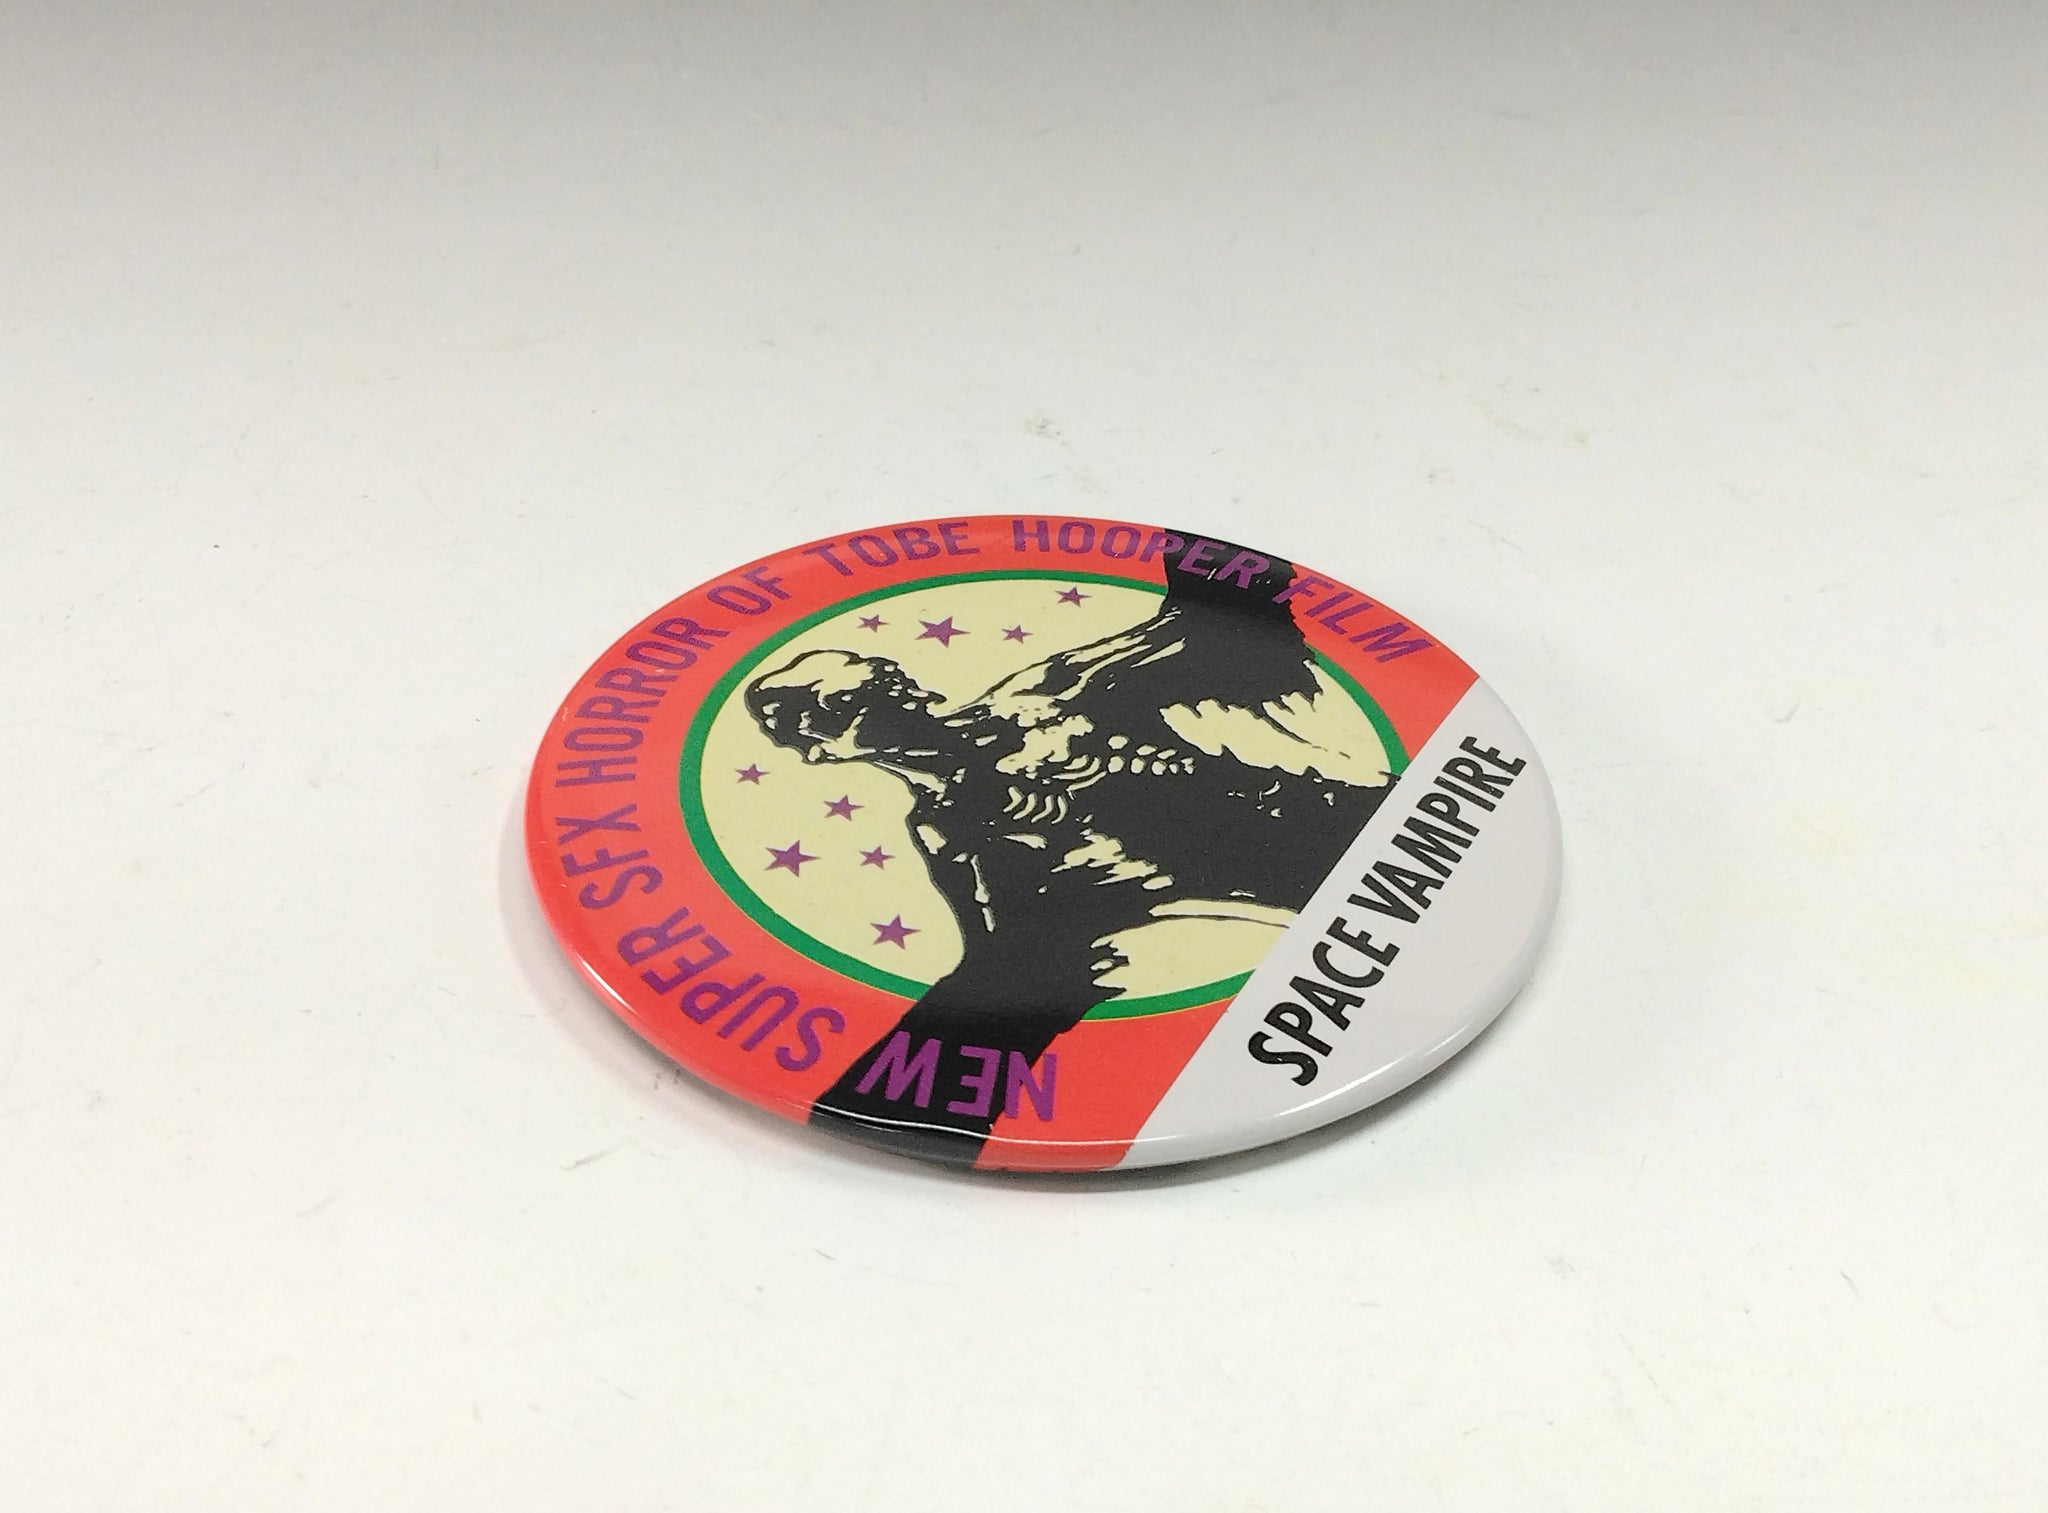 NEW SUPER SFX HORROR OF TOBE HOOPER FILM
SPACE VAMPIRE